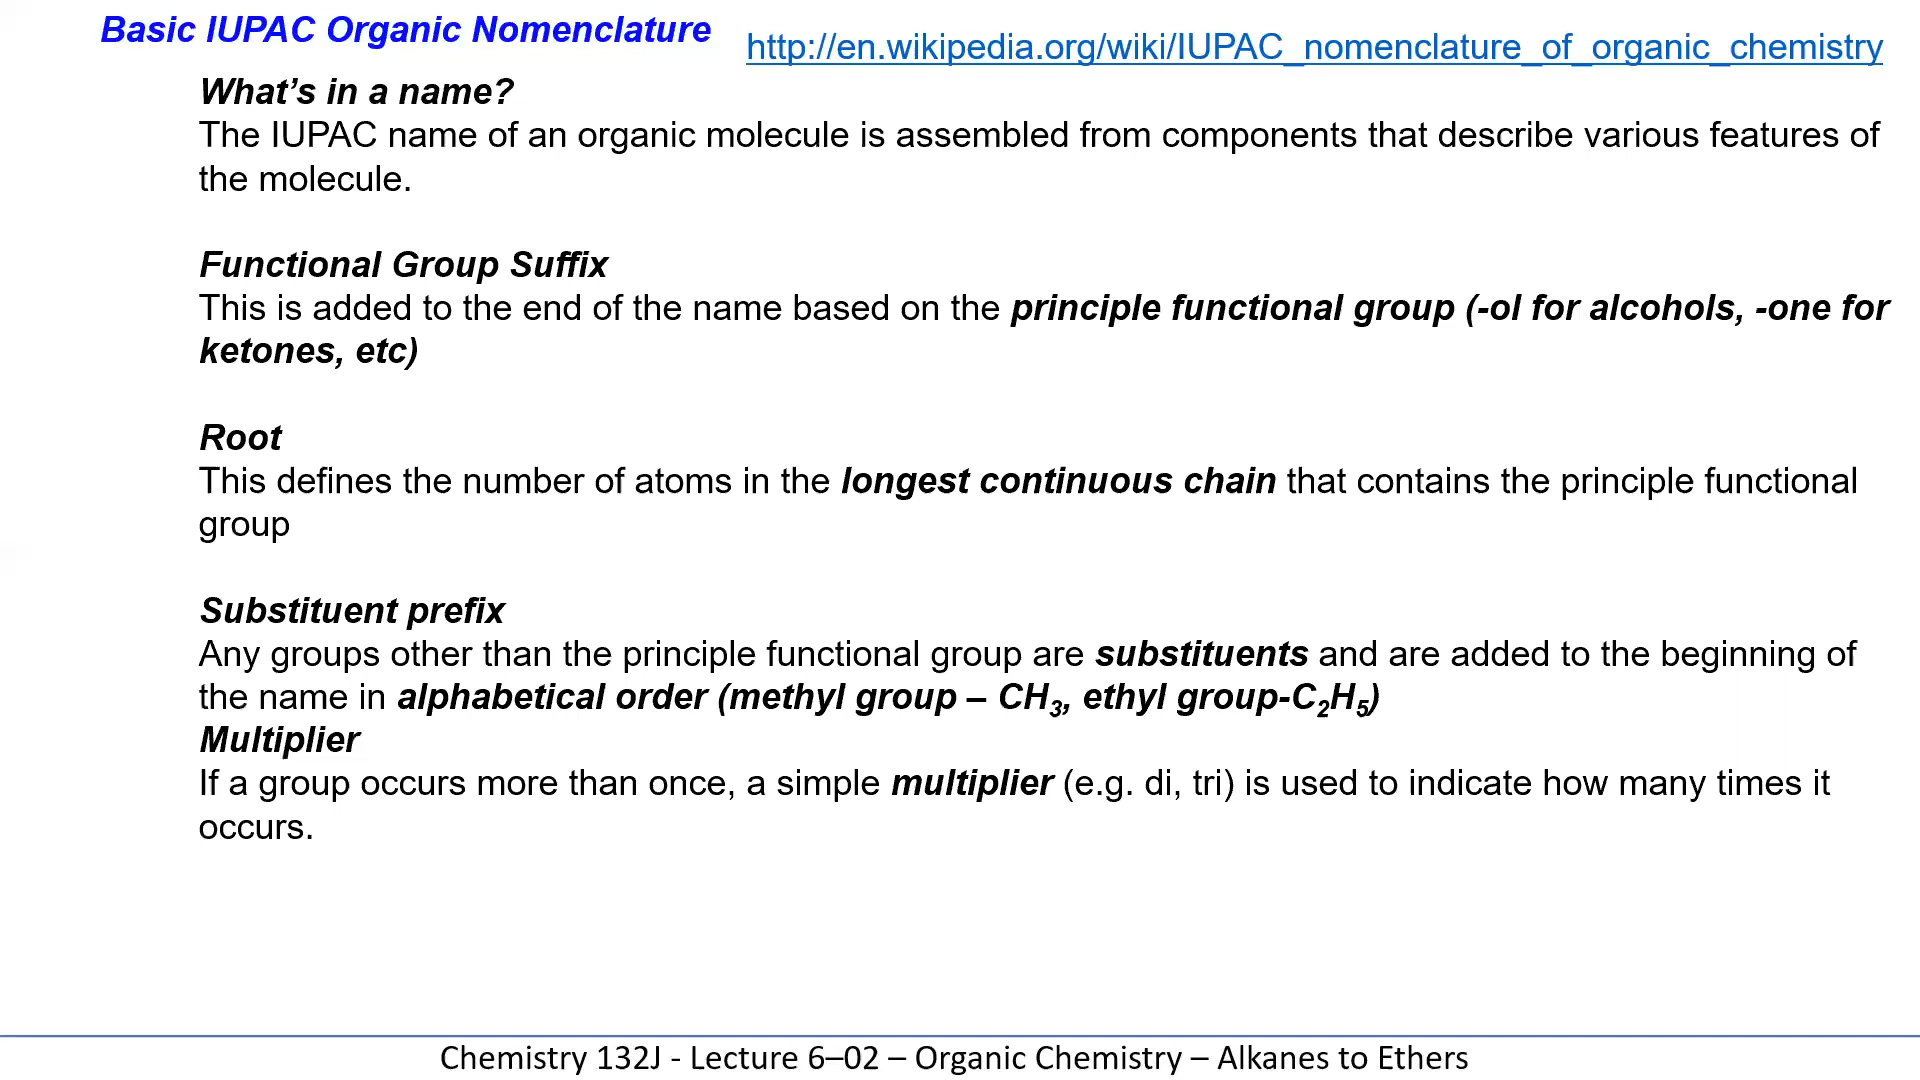 Basic IUPAC Organic Nomenclature
http://en.wikipedia.org/wiki/IUPAC_nomenclature_of_organic_chemistry
What’s in a name?
The IUPAC name of an organic molecule is assembled from components that describe various features of
the molecule.
Functional Group Suffix
This is added to the end of the name based on the principle functional group (-ol for alcohols, -one for
ketones, etc)
Root
This defines the number of atoms in the longest continuous chain that contains the principle functional
group
Substituent prefix
Any groups other than the principle functional group are substituents and are added to the beginning of
the name in alphabetical order (methyl group – CH₃, ethyl group-C₂H₅)
Multiplier
If a group occurs more than once, a simple multiplier (e.g. di, tri) is used to indicate how many times it
occurs.
Chemistry 132J - Lecture 6–02 – Organic Chemistry – Alkanes to Ethers